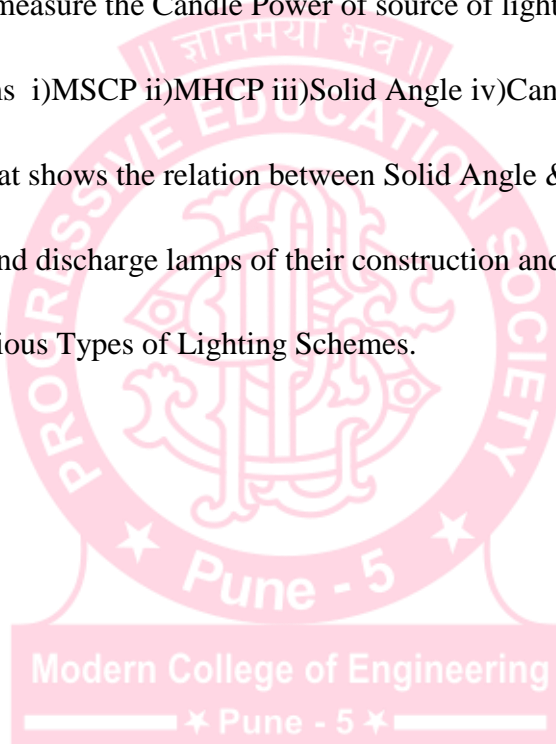 measure the Candle Power of source of light
ns i)MSCP ii)MHCP iii)Solid Angle iv)Can
at shows the relation between Solid Angle &
nd discharge lamps of their construction and
ious Types of Lighting Schemes.
|| ज्ञानमया भव ||
PROGRESSIVE EDUCATION SOCIETY
Pune - 5
Modern College of Engineering
Pune - 5